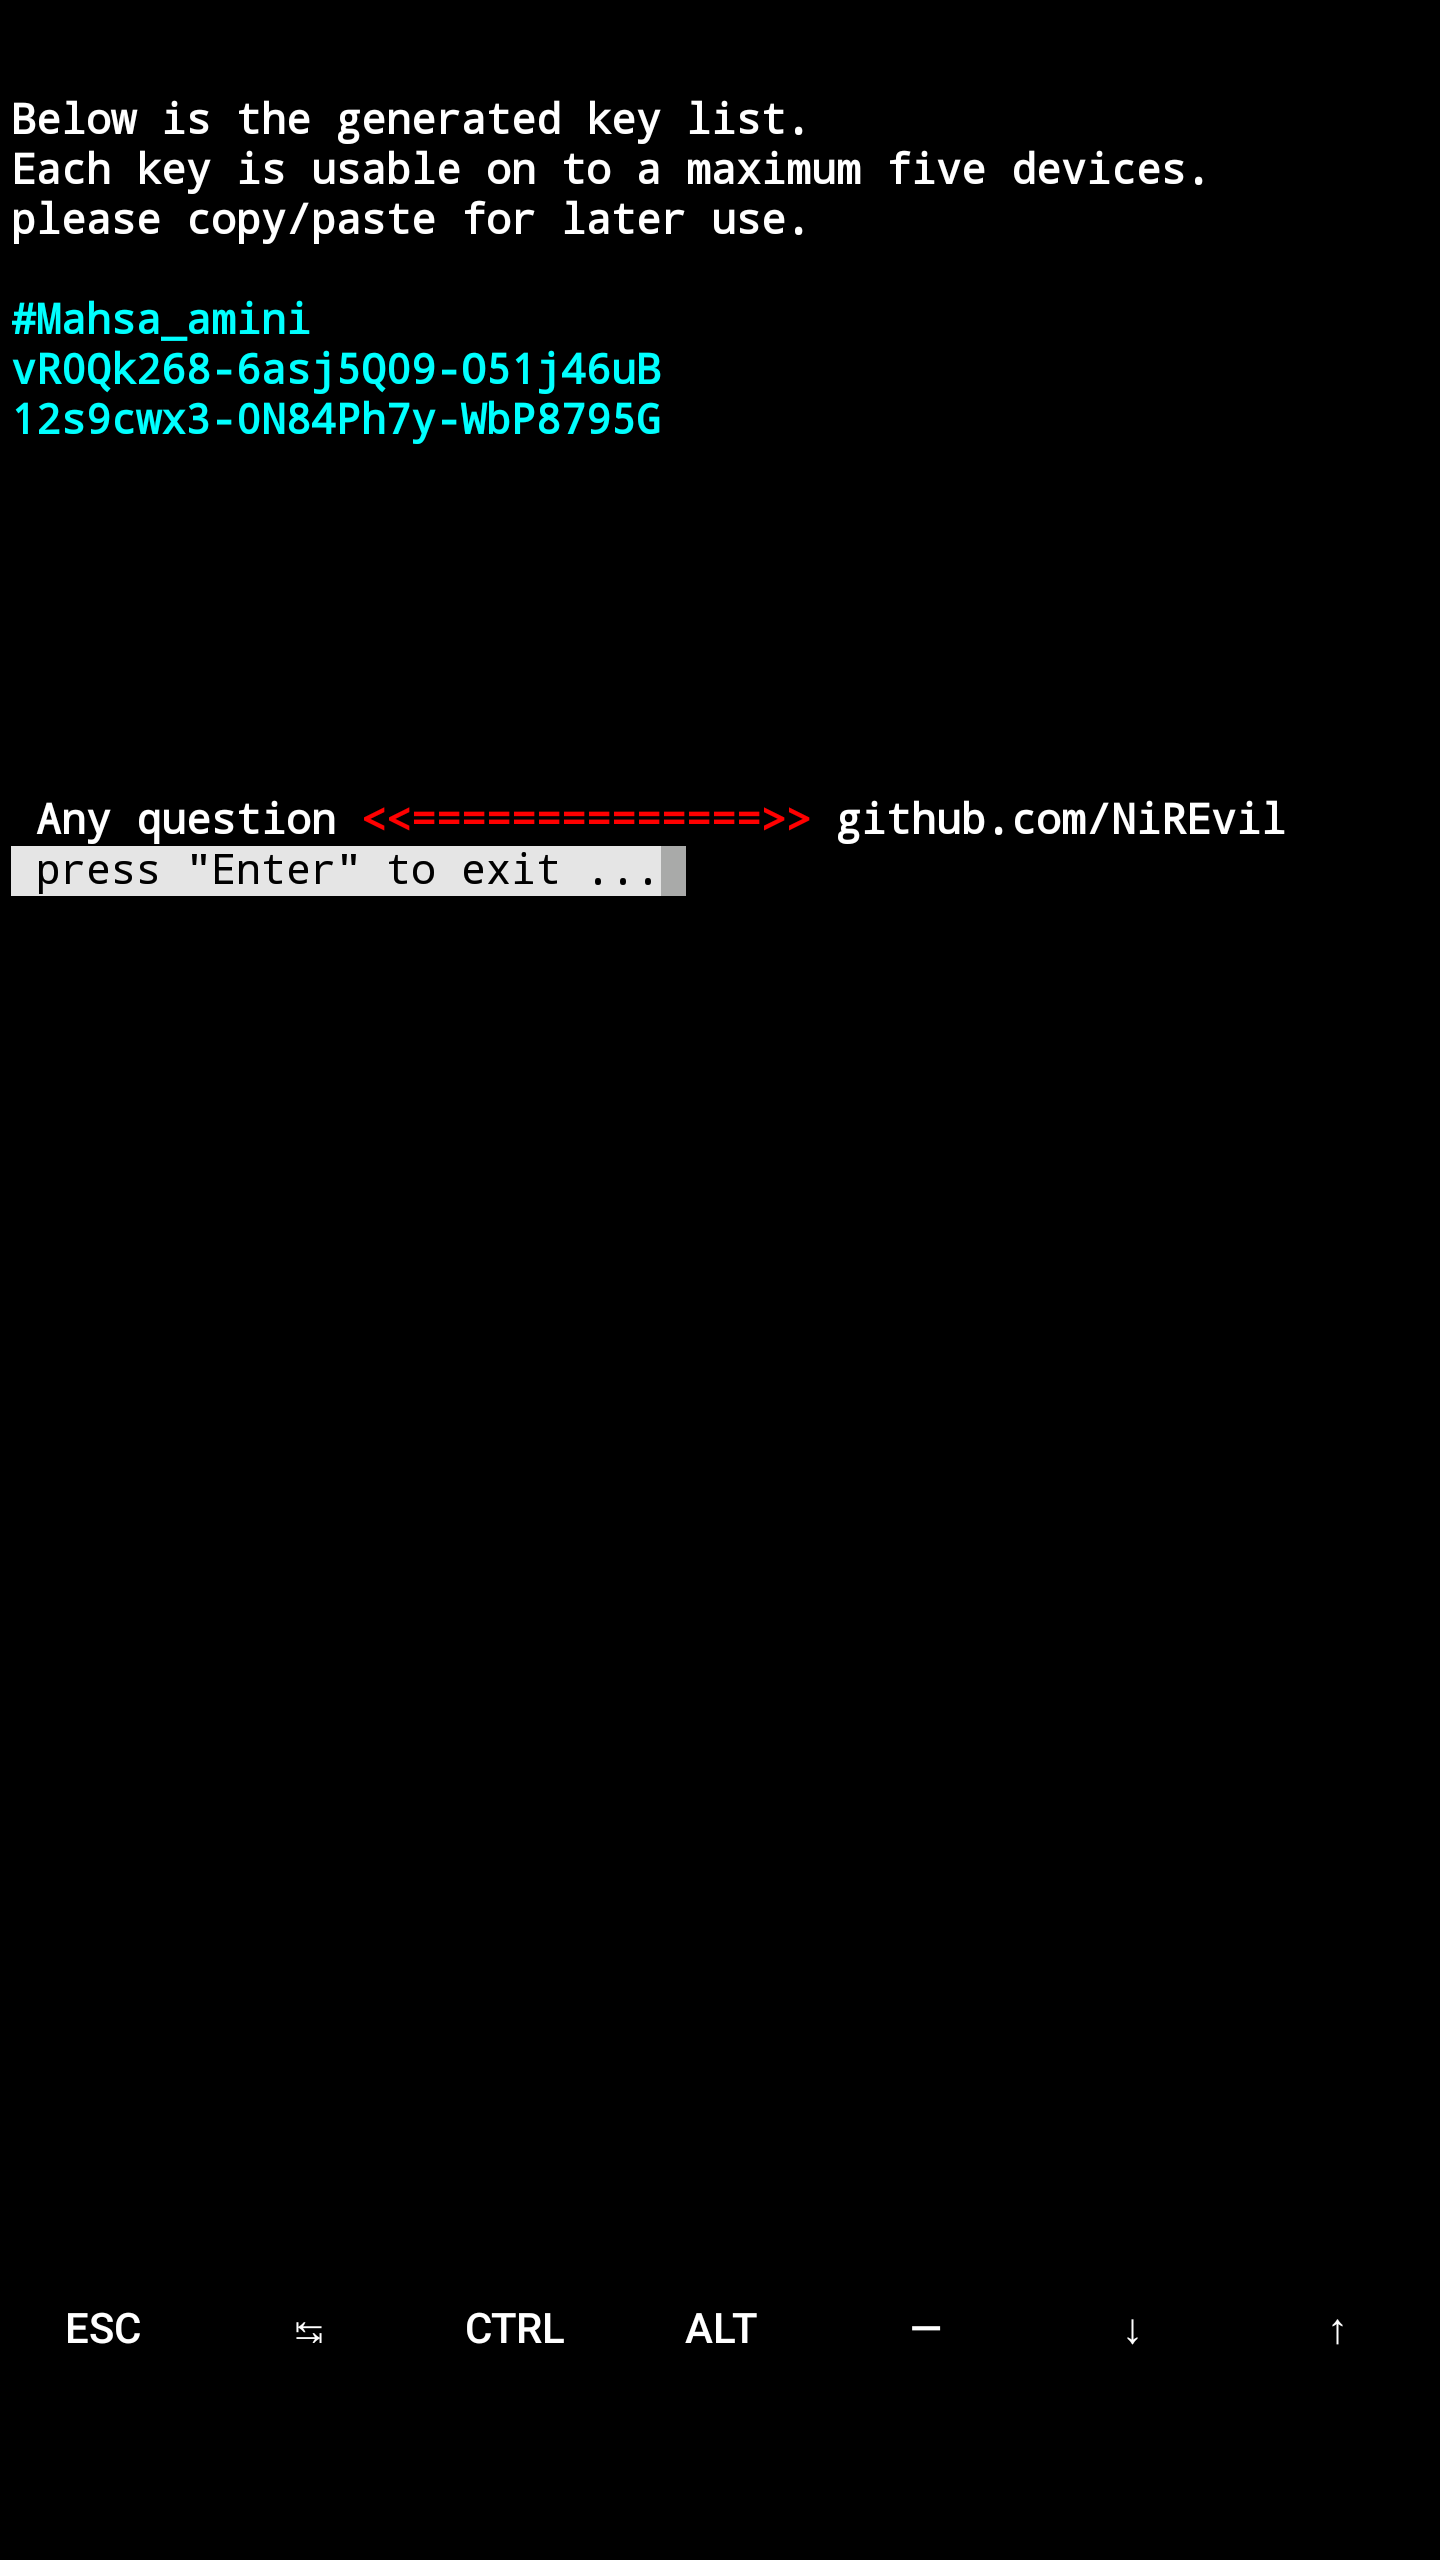 Below is the generated key list.
Each key is usable on to a maximum five devices.
please copy/paste for later use.
#Mahsa_amini
vR0Qk268-6asj5Q09-O51j46uB
12s9cwx3-0N84Ph7y-WbP8795G
Any question <<==============>> github.com/NiREvil
press "Enter" to exit ...
ESC ↹ CTRL ALT — ↓ ↑